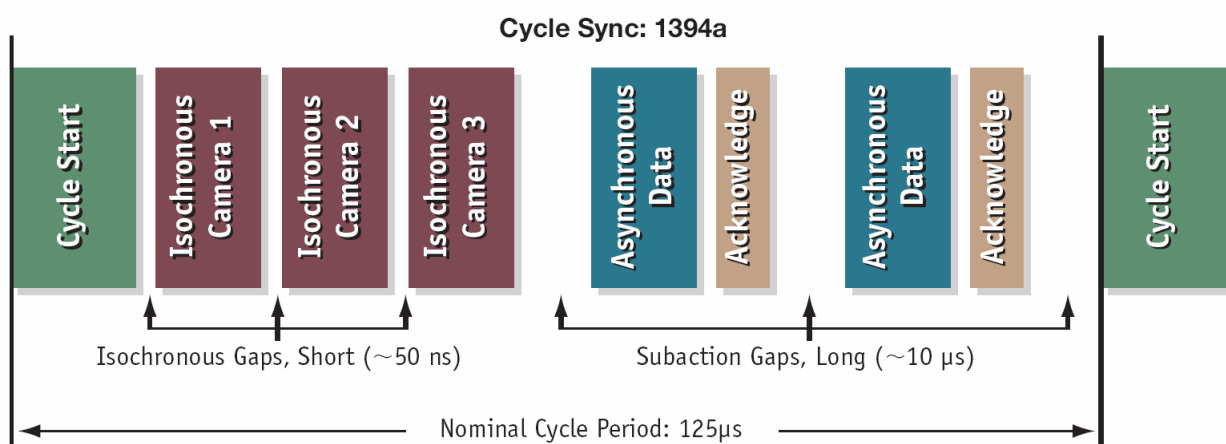 Cycle Sync: 1394a
Cycle Start
Isochronous
Camera 1
Isochronous
Camera 2
Isochronous
Camera 3
Asynchronous
Data
Acknowledge
Asynchronous
Data
Acknowledge
Cycle Start
Isochronous Gaps, Short (~50 ns)
Subaction Gaps, Long (~10 µs)
Nominal Cycle Period: 125µs